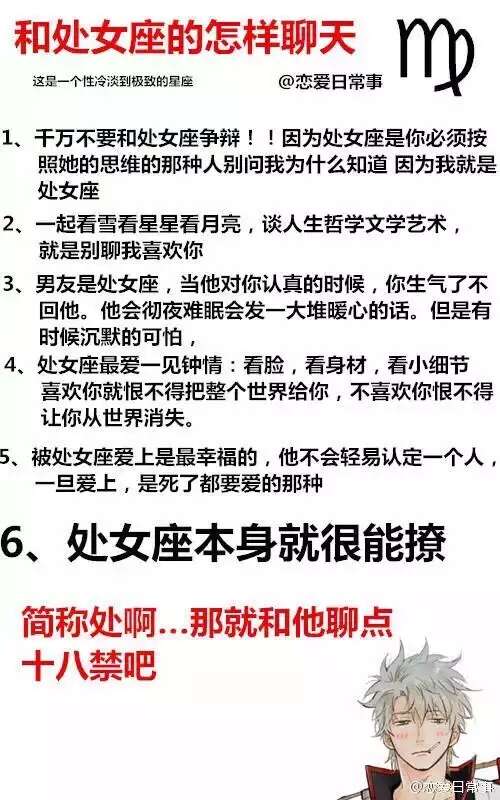 和处女座的怎样聊天
这是一个性冷淡到极致的星座
@恋爱日常事
1、千万不要和处女座争辩！！因为处女座是你必须按
照她的思维的那种人别问我为什么知道 因为我就是
处女座
2、一起看雪看星星看月亮，谈人生哲学文学艺术，
就是别聊我喜欢你
3、男友是处女座，当他对你认真的时候，你生气了不
回他。他会彻夜难眠会发一大堆暖心的话。但是有
时候沉默的可怕，
4、处女座最爱一见钟情：看脸，看身材，看小细节
喜欢你就恨不得把整个世界给你，不喜欢你恨不得
让你从世界消失。
5、被处女座爱上是最幸福的，他不会轻易认定一个人，
一旦爱上，是死了都要爱的那种
6、处女座本身就很能撩
简称处啊...那就和他聊点
十八禁吧
@恋爱日常事